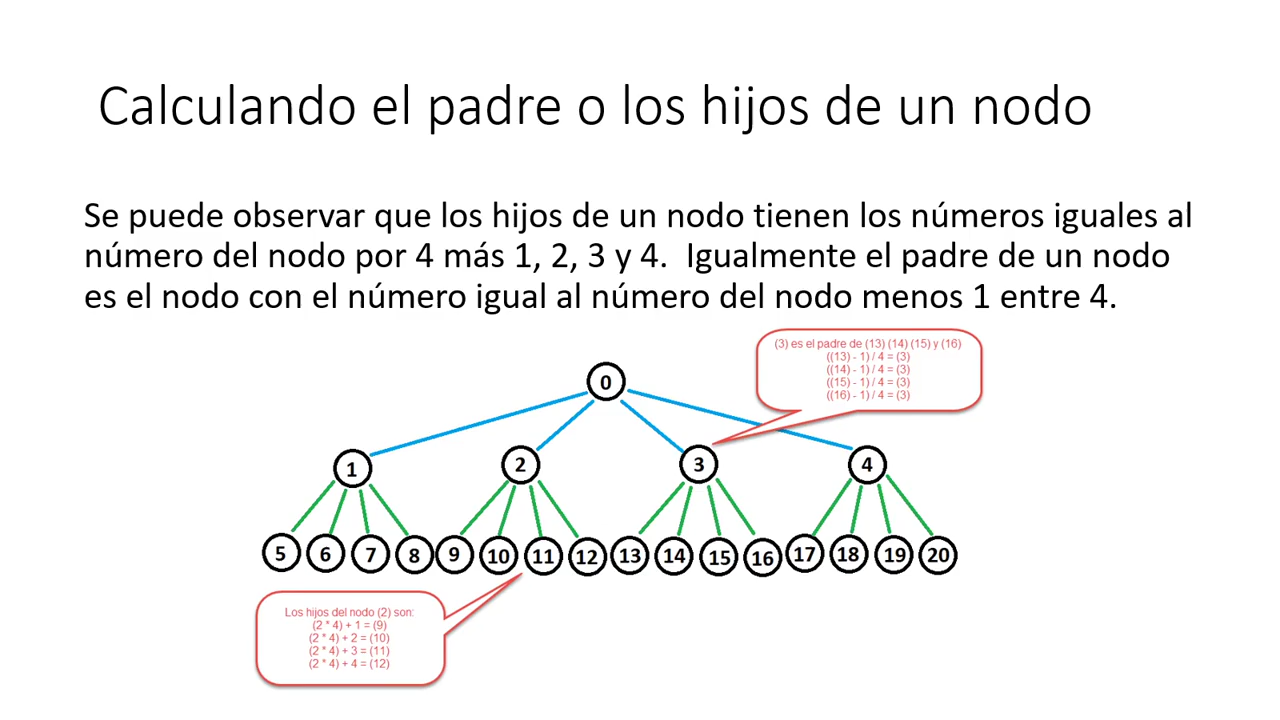 Calculando el padre o los hijos de un nodo
Se puede observar que los hijos de un nodo tienen los números iguales al
número del nodo por 4 más 1, 2, 3 y 4.  Igualmente el padre de un nodo
es el nodo con el número igual al número del nodo menos 1 entre 4.
(3) es el padre de (13) (14) (15) y (16)
((13) - 1) / 4 = (3)
((14) - 1) / 4 = (3)
((15) - 1) / 4 = (3)
((16) - 1) / 4 = (3)
0
1 2 3 4
5 6 7 8 9 10 11 12 13 14 15 16 17 18 19 20
Los hijos del nodo (2) son:
(2 * 4) + 1 = (9)
(2 * 4) + 2 = (10)
(2 * 4) + 3 = (11)
(2 * 4) + 4 = (12)